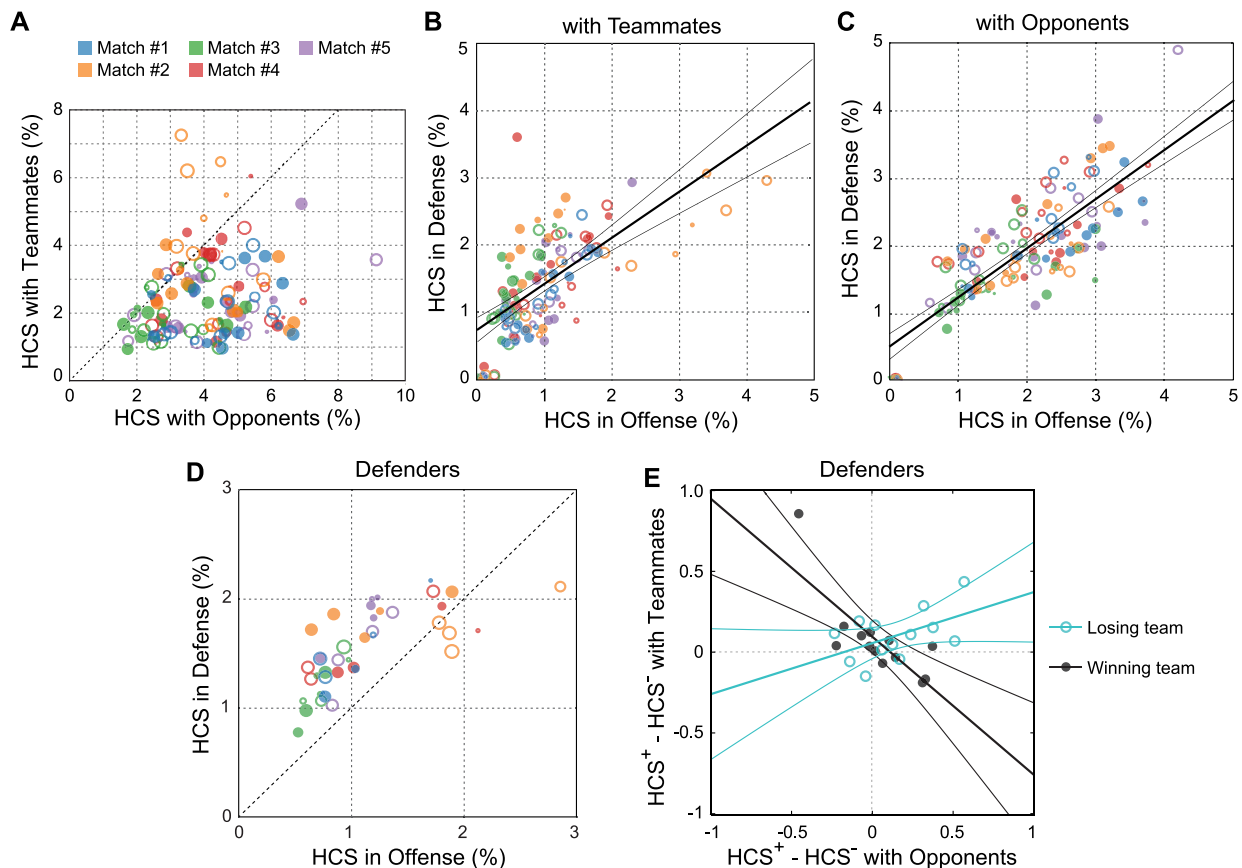 A
Match #1 Match #3 Match #5
Match #2 Match #4
8
6
4
2
0
HCS with Teammates (%)
0 2 4 6 8 10
HCS with Opponents (%)
B
with Teammates
5
4
3
2
1
0
HCS in Defense (%)
0 1 2 3 4 5
HCS in Offense (%)
C
with Opponents
5
4
3
2
1
0
HCS in Defense (%)
0 1 2 3 4 5
HCS in Offense (%)
D
Defenders
3
2
1
0
HCS in Defense (%)
0 1 2 3
HCS in Offense (%)
E
Defenders
1.0
0.5
0
-0.5
-1
HCS⁺ - HCS⁻ with Teammates
-1 -0.5 0 0.5 1
HCS⁺ - HCS⁻ with Opponents
Losing team
Winning team